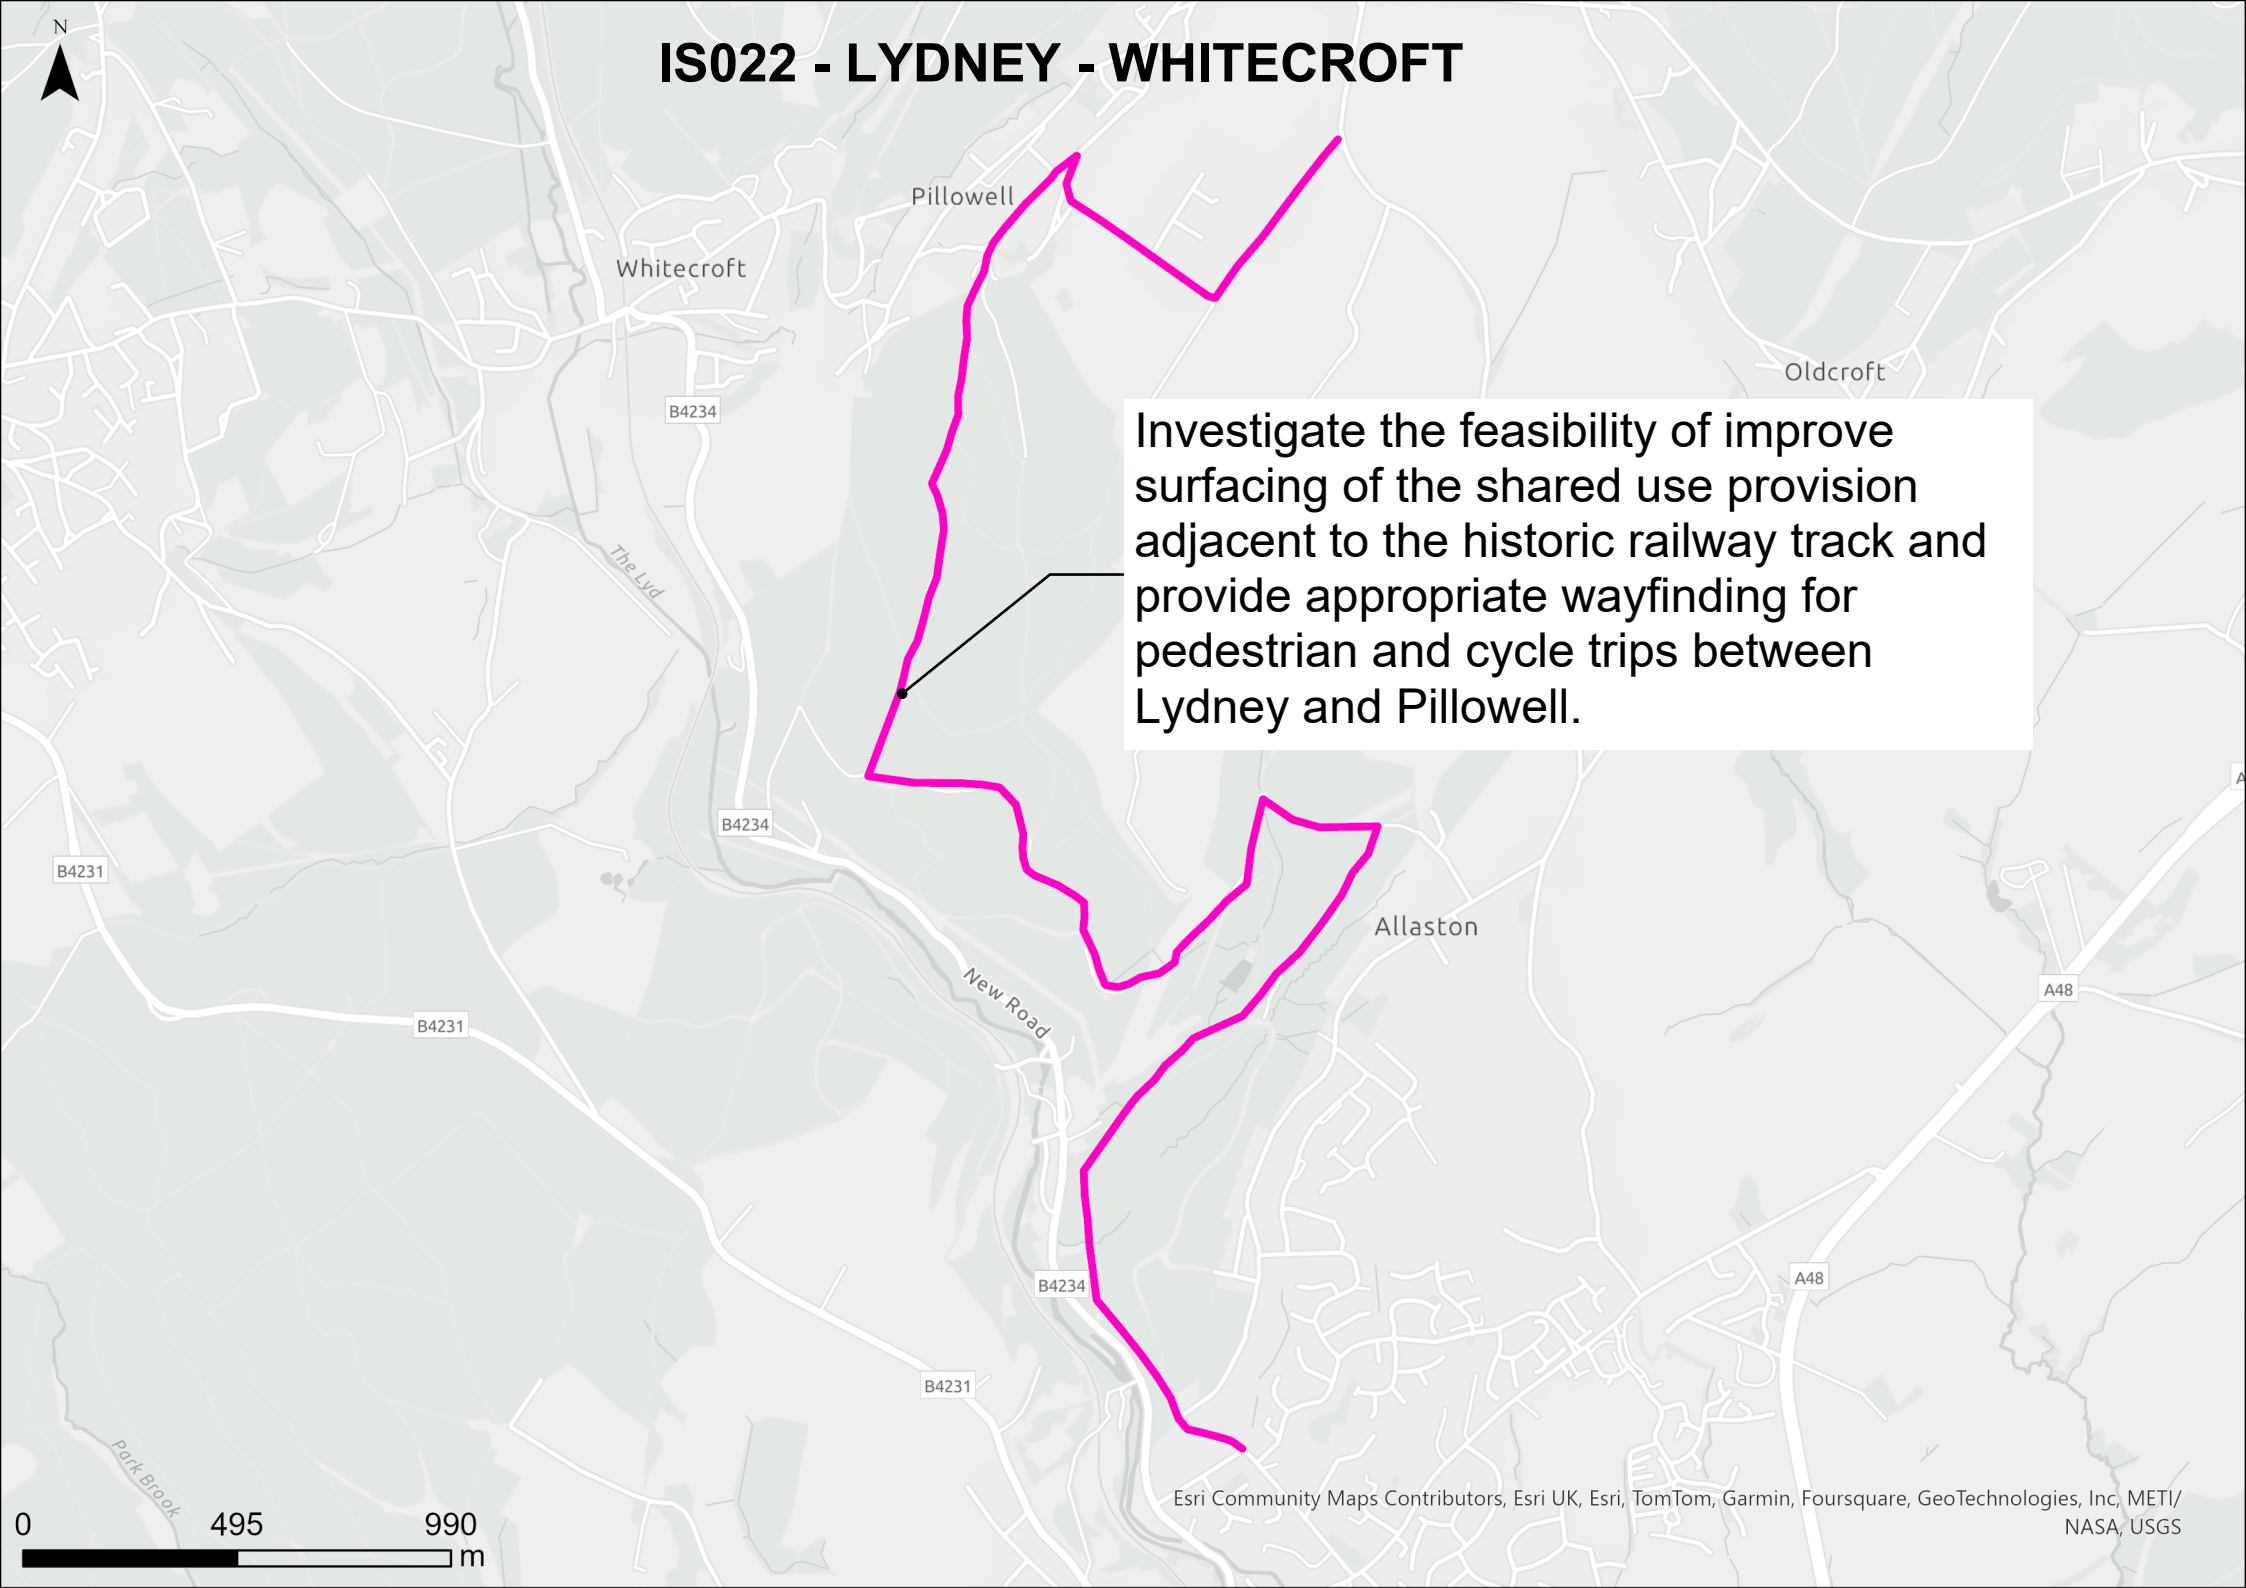 N
IS022 - LYDNEY - WHITECROFT
Pillowell
Whitecroft
Oldcroft
B4234
Investigate the feasibility of improve
surfacing of the shared use provision
adjacent to the historic railway track and
provide appropriate wayfinding for
pedestrian and cycle trips between
Lydney and Pillowell.
The Lyd
A
B4234
B4231
Allaston
New Road
A48
B4231
B4234
A48
B4231
Park Brook
Esri Community Maps Contributors, Esri UK, Esri, TomTom, Garmin, Foursquare, GeoTechnologies, Inc, METI/
NASA, USGS
0 495 990
m